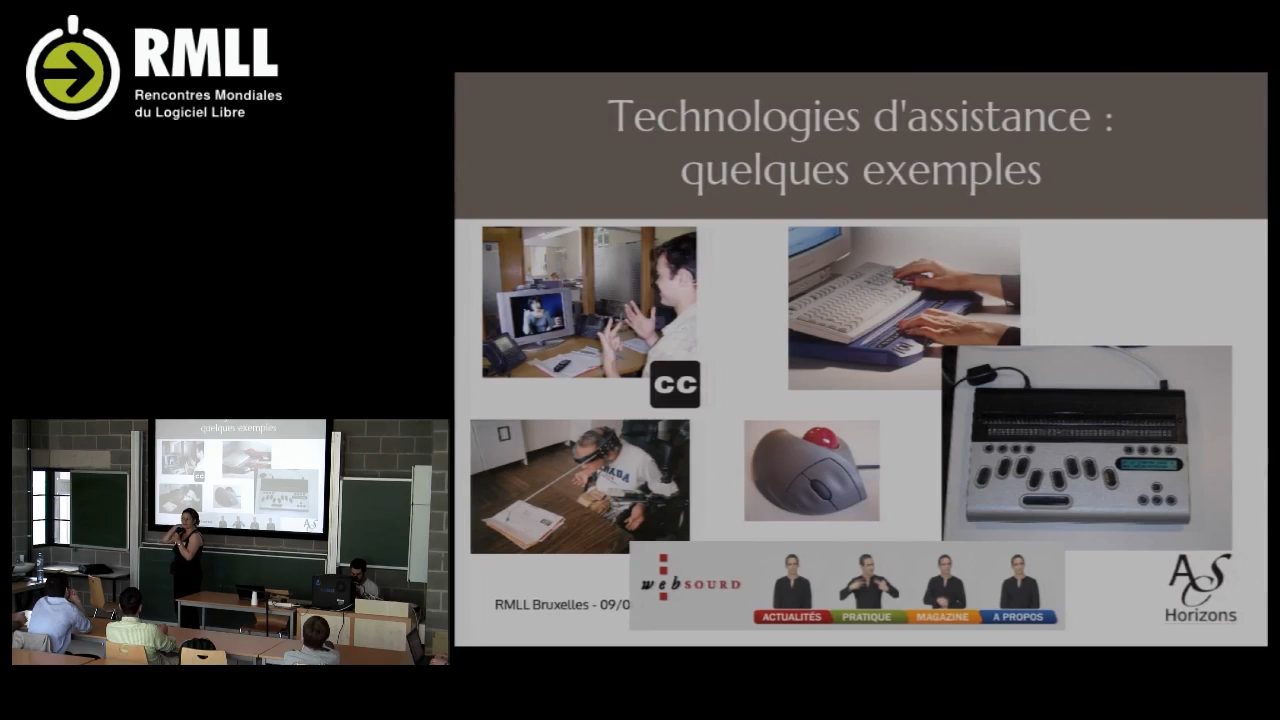 RMLL
Rencontres Mondiales
du Logiciel Libre
Technologies d'assistance :
quelques exemples
CC
websourd
ACTUALITÉS PRATIQUE MAGAZINE A PROPOS
RMLL Bruxelles - 09/0
ACS
Horizons
quelques exemples